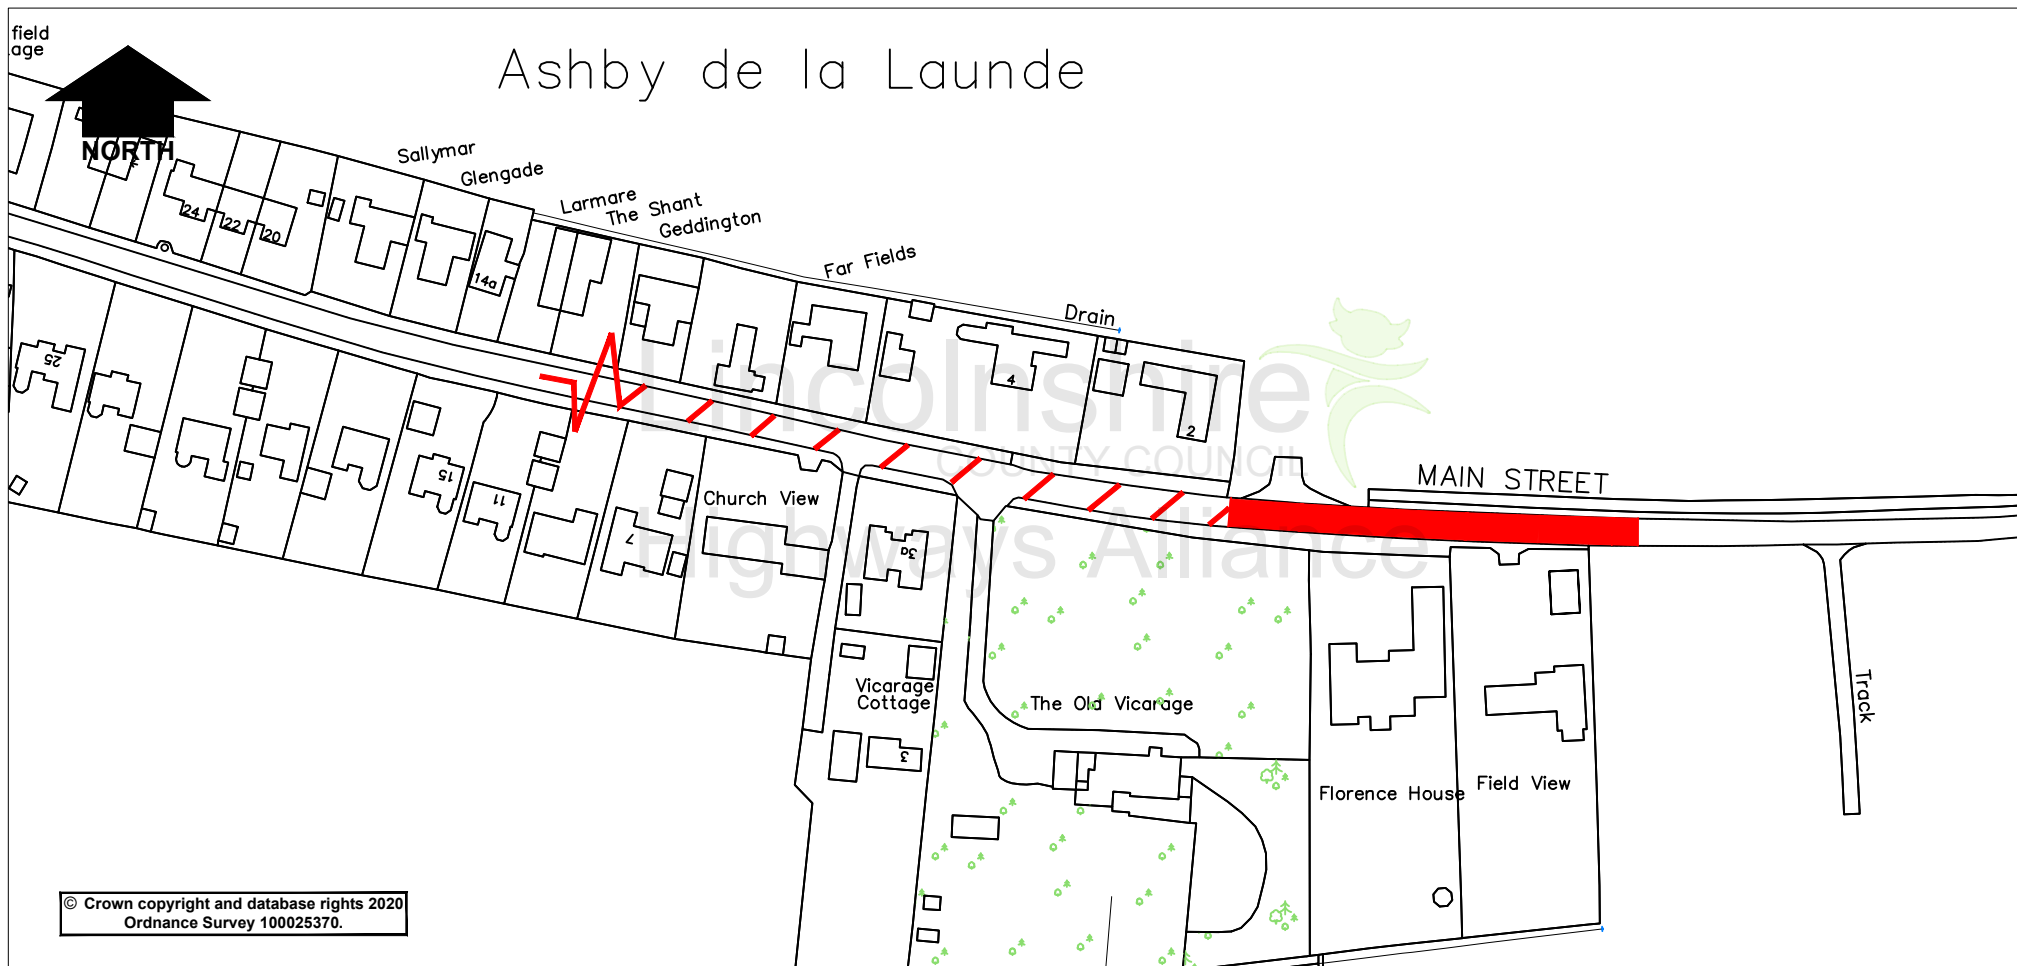 field
age
Ashby de la Launde
NORTH
Sallymar
Glengade
Larmare
The Shant
Geddington
Far Fields
Drain
24
22
20
14a
4
2
25
15
11
7
3a
3
Church View
MAIN STREET
Lincolnshire
COUNTY COUNCIL
Highways Alliance
Vicarage
Cottage
The Old Vicarage
Florence House
Field View
Track
© Crown copyright and database rights 2020
Ordnance Survey 100025370.